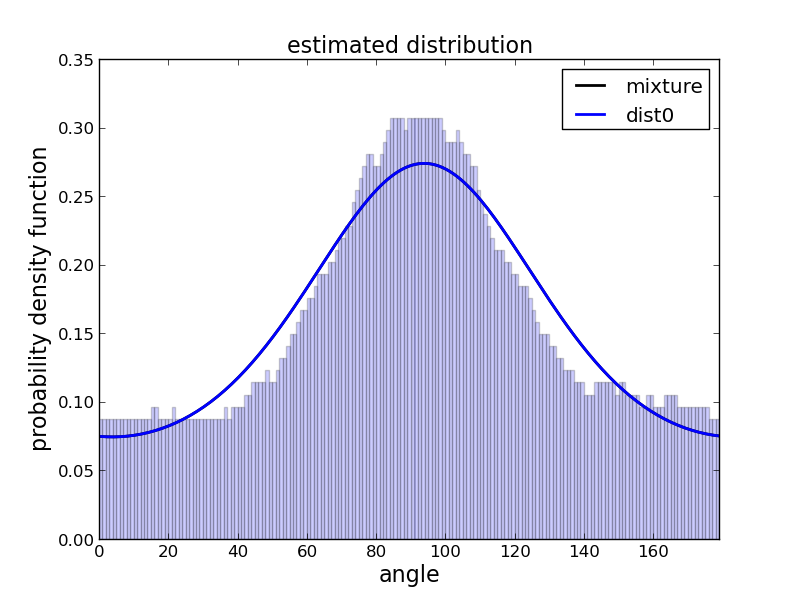 estimated distribution
mixture
dist0
probability density function
0.35
0.30
0.25
0.20
0.15
0.10
0.05
0.00
0 20 40 60 80 100 120 140 160
angle